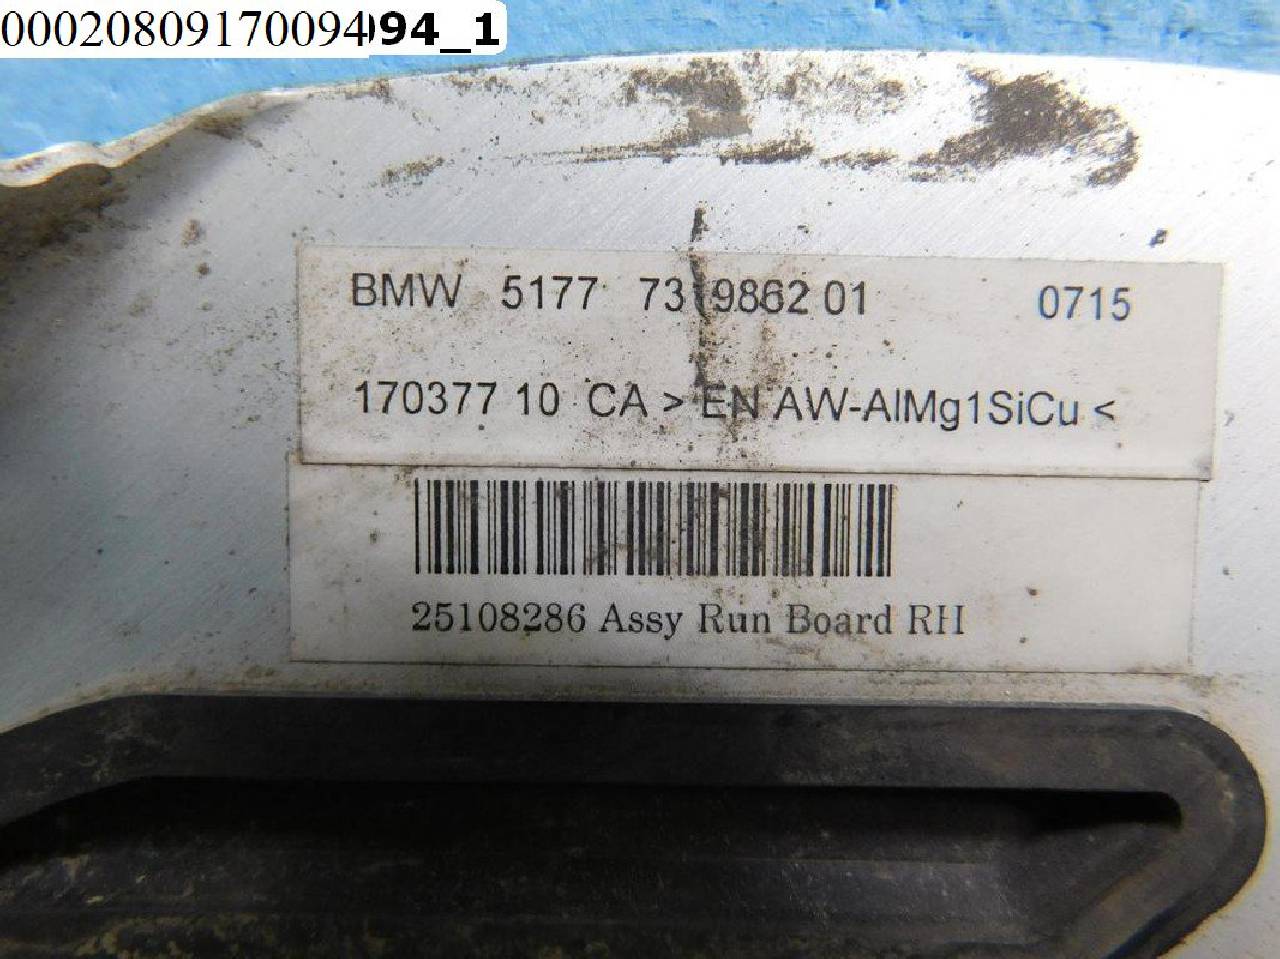 00020809170094094_1
BMW 5177 7319862 01 0715
170377 10 CA > EN AW-AlMg1SiCu <
25108286 Assy Run Board RH